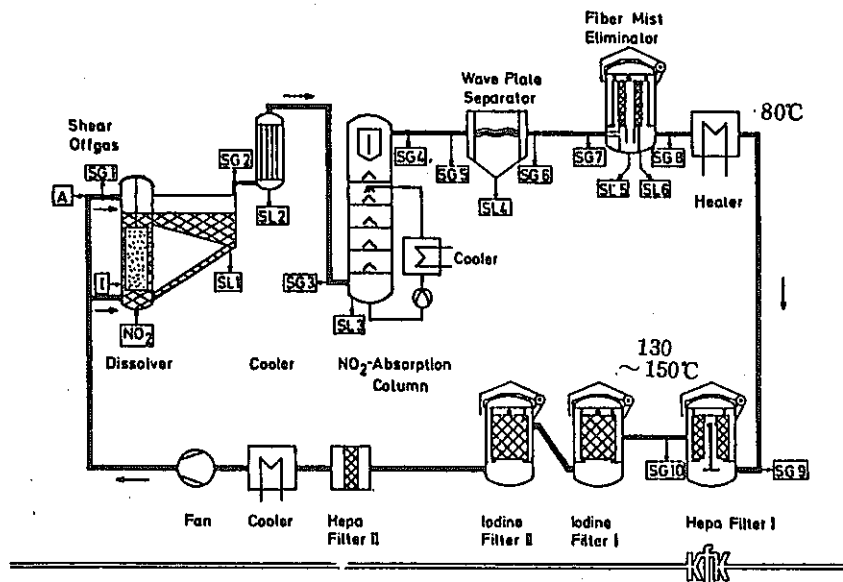 Fiber Mist
Eliminator
Wave Plate
Separator
80℃
Shear
Offgas
SG1
SG2
SG4
SG5
SG6
SG7
SG8
A
SL5
SL6
SL2
SL4
Heater
I
SL1
Cooler
SG3
NO2
SL3
Dissolver
Cooler
NO2-Absorption
Column
130
~150℃
SG10
SG9
Fan
Cooler
Hepa
Filter II
Iodine
Filter II
Iodine
Filter I
Hepa Filter I
KfK